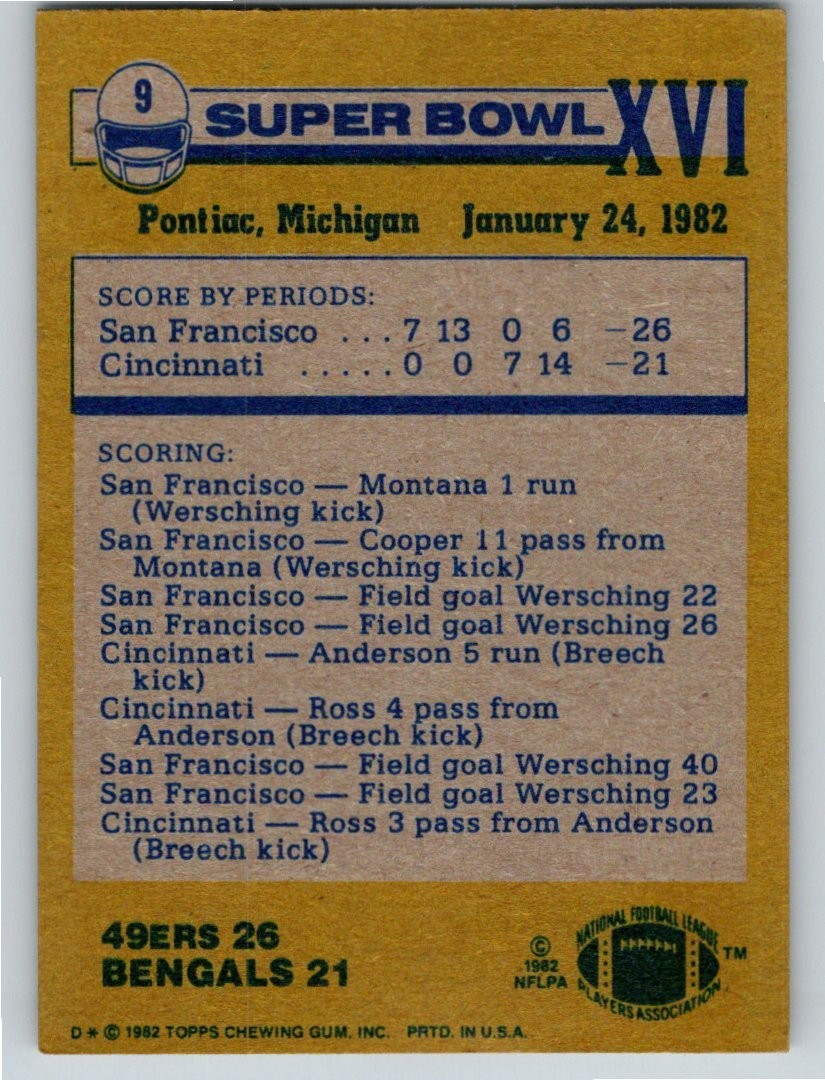 9
SUPER BOWL XVI
Pontiac, Michigan January 24, 1982
SCORE BY PERIODS:
San Francisco ... 7 13 0 6 —26
Cincinnati ..... 0 0 7 14 —21
SCORING:
San Francisco — Montana 1 run
(Wersching kick)
San Francisco — Cooper 11 pass from
Montana (Wersching kick)
San Francisco — Field goal Wersching 22
San Francisco — Field goal Wersching 26
Cincinnati — Anderson 5 run (Breech
kick)
Cincinnati — Ross 4 pass from
Anderson (Breech kick)
San Francisco — Field goal Wersching 40
San Francisco — Field goal Wersching 23
Cincinnati — Ross 3 pass from Anderson
(Breech kick)
49ERS 26
BENGALS 21
©
1982
NFLPA
NATIONAL FOOTBALL LEAGUE
PLAYERS ASSOCIATION
TM
D * © 1982 TOPPS CHEWING GUM. INC. PRTD. IN U.S.A.